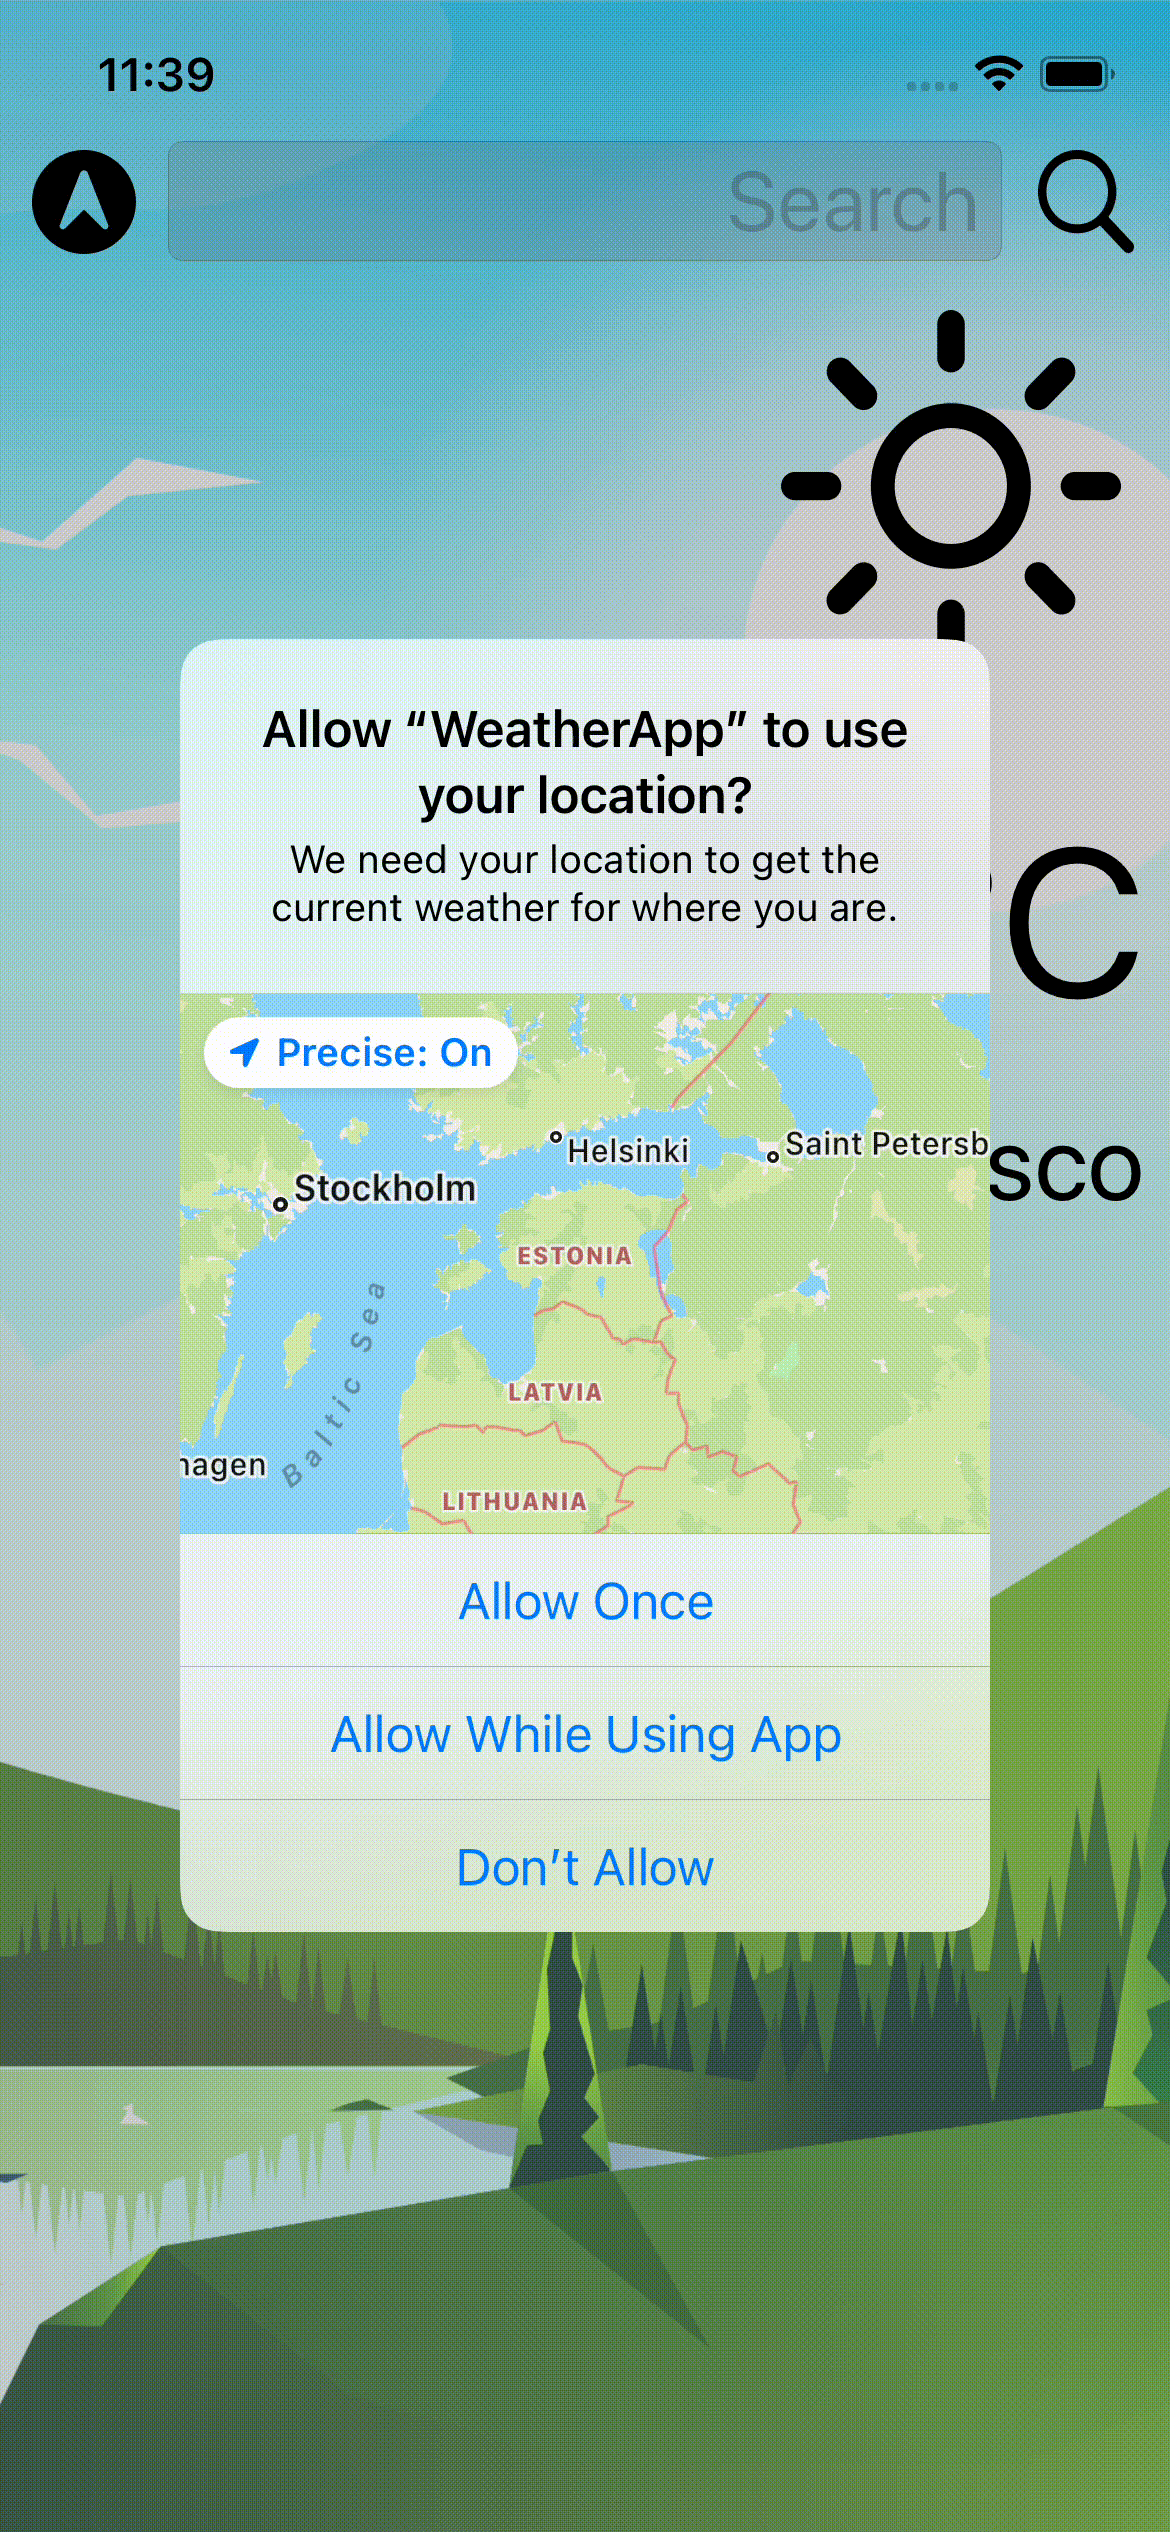 11:39
Search
Allow “WeatherApp” to use
your location?
We need your location to get the
current weather for where you are.
C
Precise: On
Helsinki
Saint Petersb
sco
Stockholm
ESTONIA
Baltic Sea
LATVIA
hagen
LITHUANIA
Allow Once
Allow While Using App
Don’t Allow